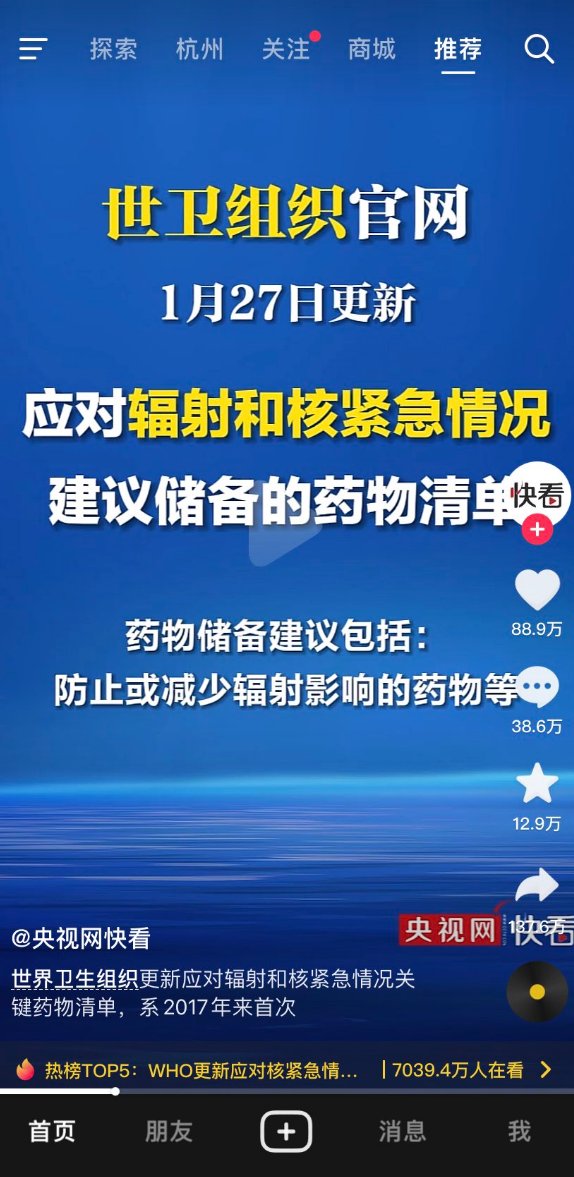 探索 杭州 关注 商城 推荐
世卫组织官网
1月27日更新
应对辐射和核紧急情况
建议储备的药物清单
快看
88.9万
药物储备建议包括：
防止或减少辐射影响的药物等
38.6万
12.9万
137.6万
央视网 快看
@央视网快看
世界卫生组织更新应对辐射和核紧急情况关
键药物清单，系2017年来首次
热榜TOP5：WHO更新应对核紧急情... 7039.4万人在看
首页 朋友 消息 我